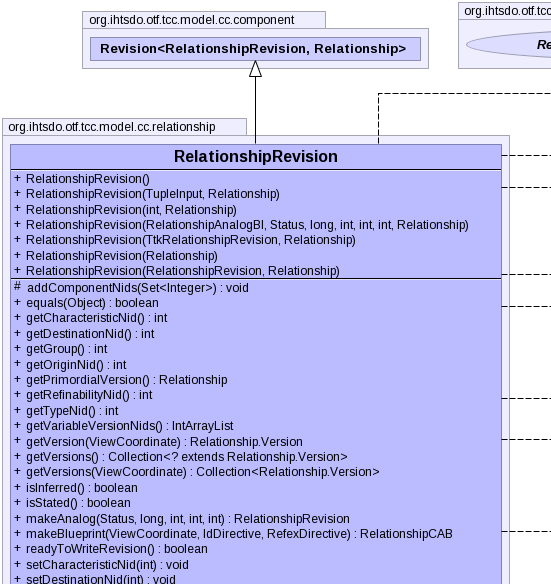 org.ihtsdo.otf.tcc.model.cc.component
org.ihtsdo.otf.tcc
Revision<RelationshipRevision, Relationship>
Re
org.ihtsdo.otf.tcc.model.cc.relationship
RelationshipRevision
+ RelationshipRevision()
+ RelationshipRevision(TupleInput, Relationship)
+ RelationshipRevision(int, Relationship)
+ RelationshipRevision(RelationshipAnalogBI, Status, long, int, int, int, Relationship)
+ RelationshipRevision(TtkRelationshipRevision, Relationship)
+ RelationshipRevision(Relationship)
+ RelationshipRevision(RelationshipRevision, Relationship)
# addComponentNids(Set<Integer>) : void
+ equals(Object) : boolean
+ getCharacteristicNid() : int
+ getDestinationNid() : int
+ getGroup() : int
+ getOriginNid() : int
+ getPrimordialVersion() : Relationship
+ getRefinabilityNid() : int
+ getTypeNid() : int
+ getVariableVersionNids() : IntArrayList
+ getVersion(ViewCoordinate) : Relationship.Version
+ getVersions() : Collection<? extends Relationship.Version>
+ getVersions(ViewCoordinate) : Collection<Relationship.Version>
+ isInferred() : boolean
+ isStated() : boolean
+ makeAnalog(Status, long, int, int, int) : RelationshipRevision
+ makeBlueprint(ViewCoordinate, IdDirective, RefexDirective) : RelationshipCAB
+ readyToWriteRevision() : boolean
+ setCharacteristicNid(int) : void
+ setDestinationNid(int) : void